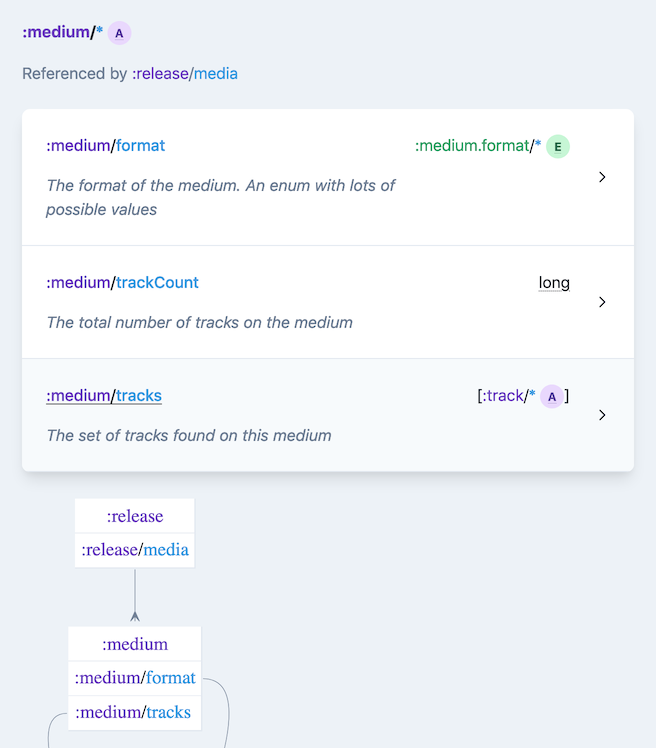 :medium/* A
Referenced by :release/media
:medium/format :medium.format/* E
The format of the medium. An enum with lots of
possible values
:medium/trackCount long
The total number of tracks on the medium
:medium/tracks [:track/* A]
The set of tracks found on this medium
:release
:release/media
:medium
:medium/format
:medium/tracks